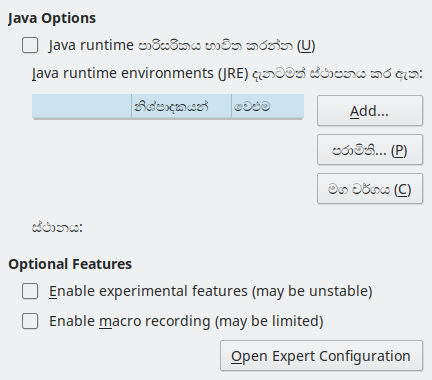 Java Options
Java runtime පාරිසරිකය භාවිත කරන්න (U)
Java runtime environments (JRE) දැනටමත් ස්ථාපනය කර ඇත:
නිශ්පාදකයන් වෙළුම
Add...
පරාමිති... (P)
මග වර්ගය (C)
ස්ථානය:
Optional Features
Enable experimental features (may be unstable)
Enable macro recording (may be limited)
Open Expert Configuration